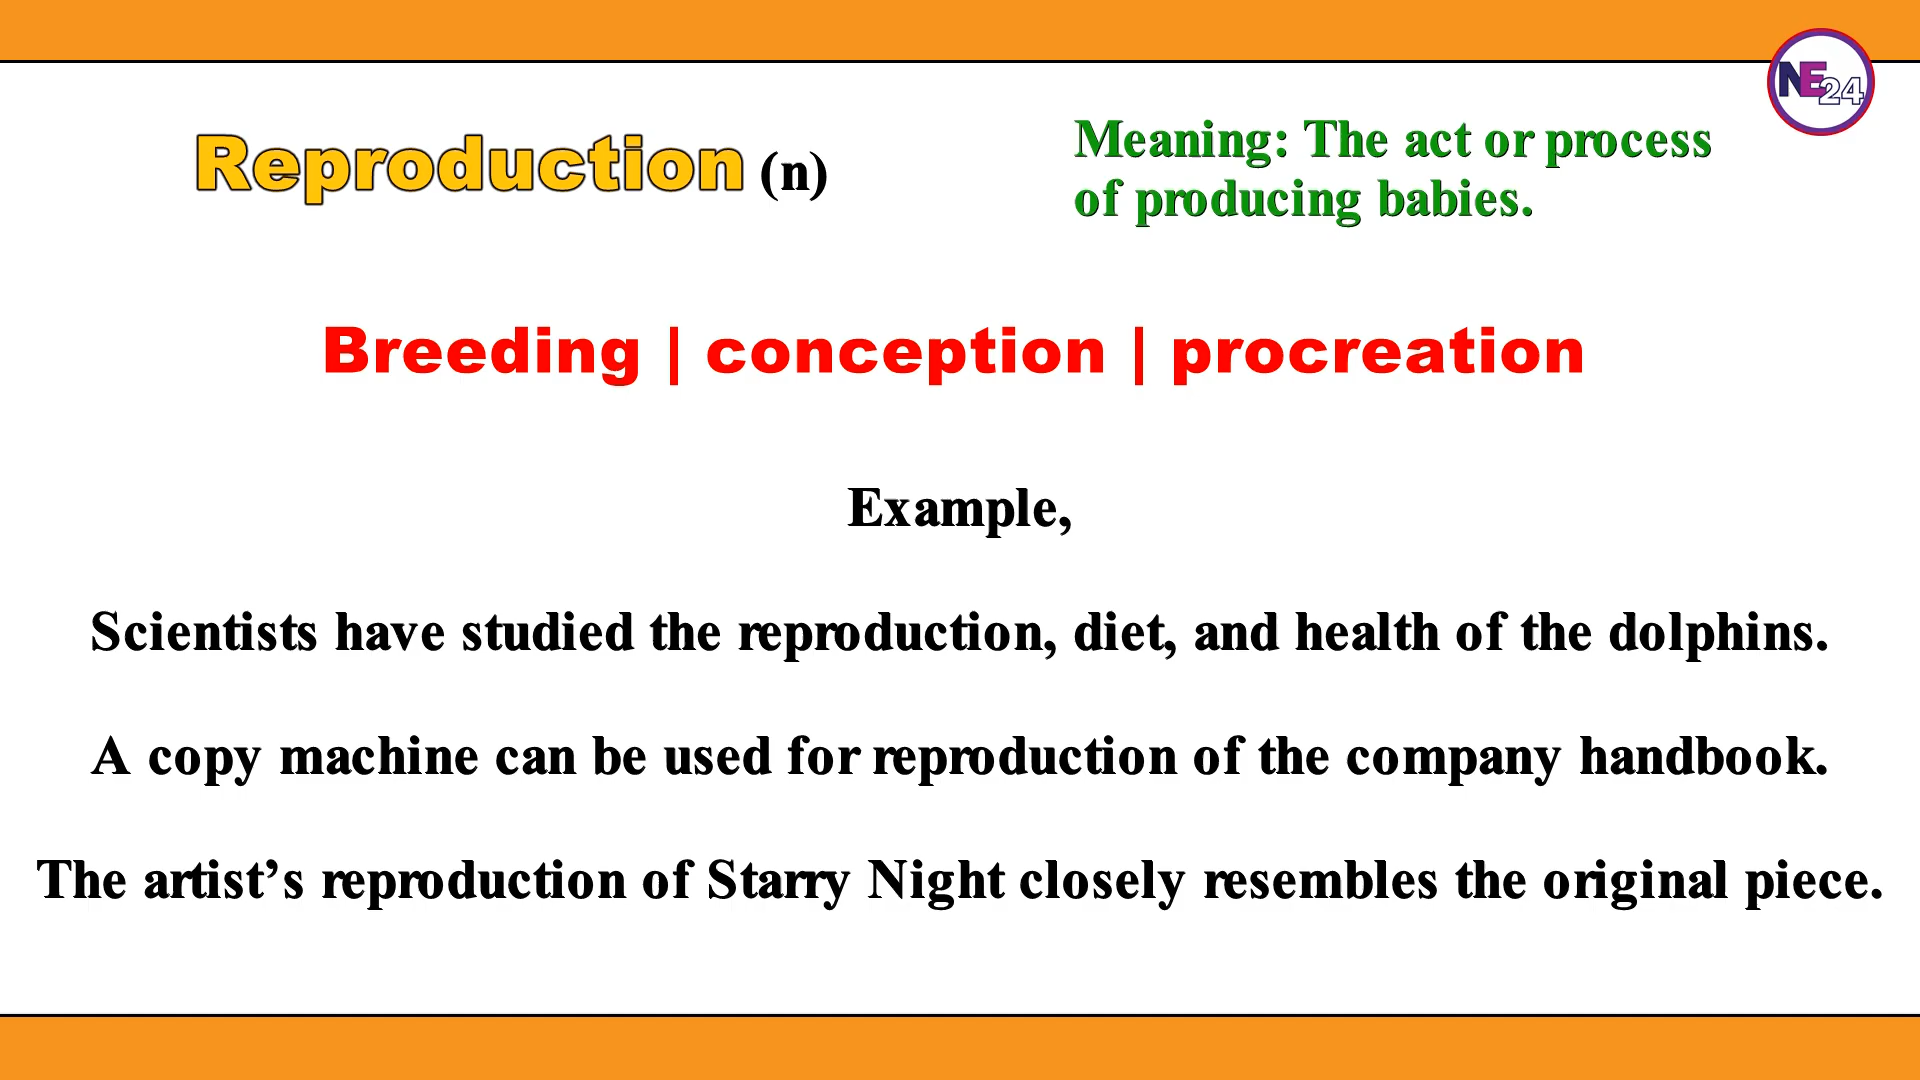 NE24
Reproduction (n)
Meaning: The act or process
of producing babies.
Breeding | conception | procreation
Example,
Scientists have studied the reproduction, diet, and health of the dolphins.
A copy machine can be used for reproduction of the company handbook.
The artist’s reproduction of Starry Night closely resembles the original piece.